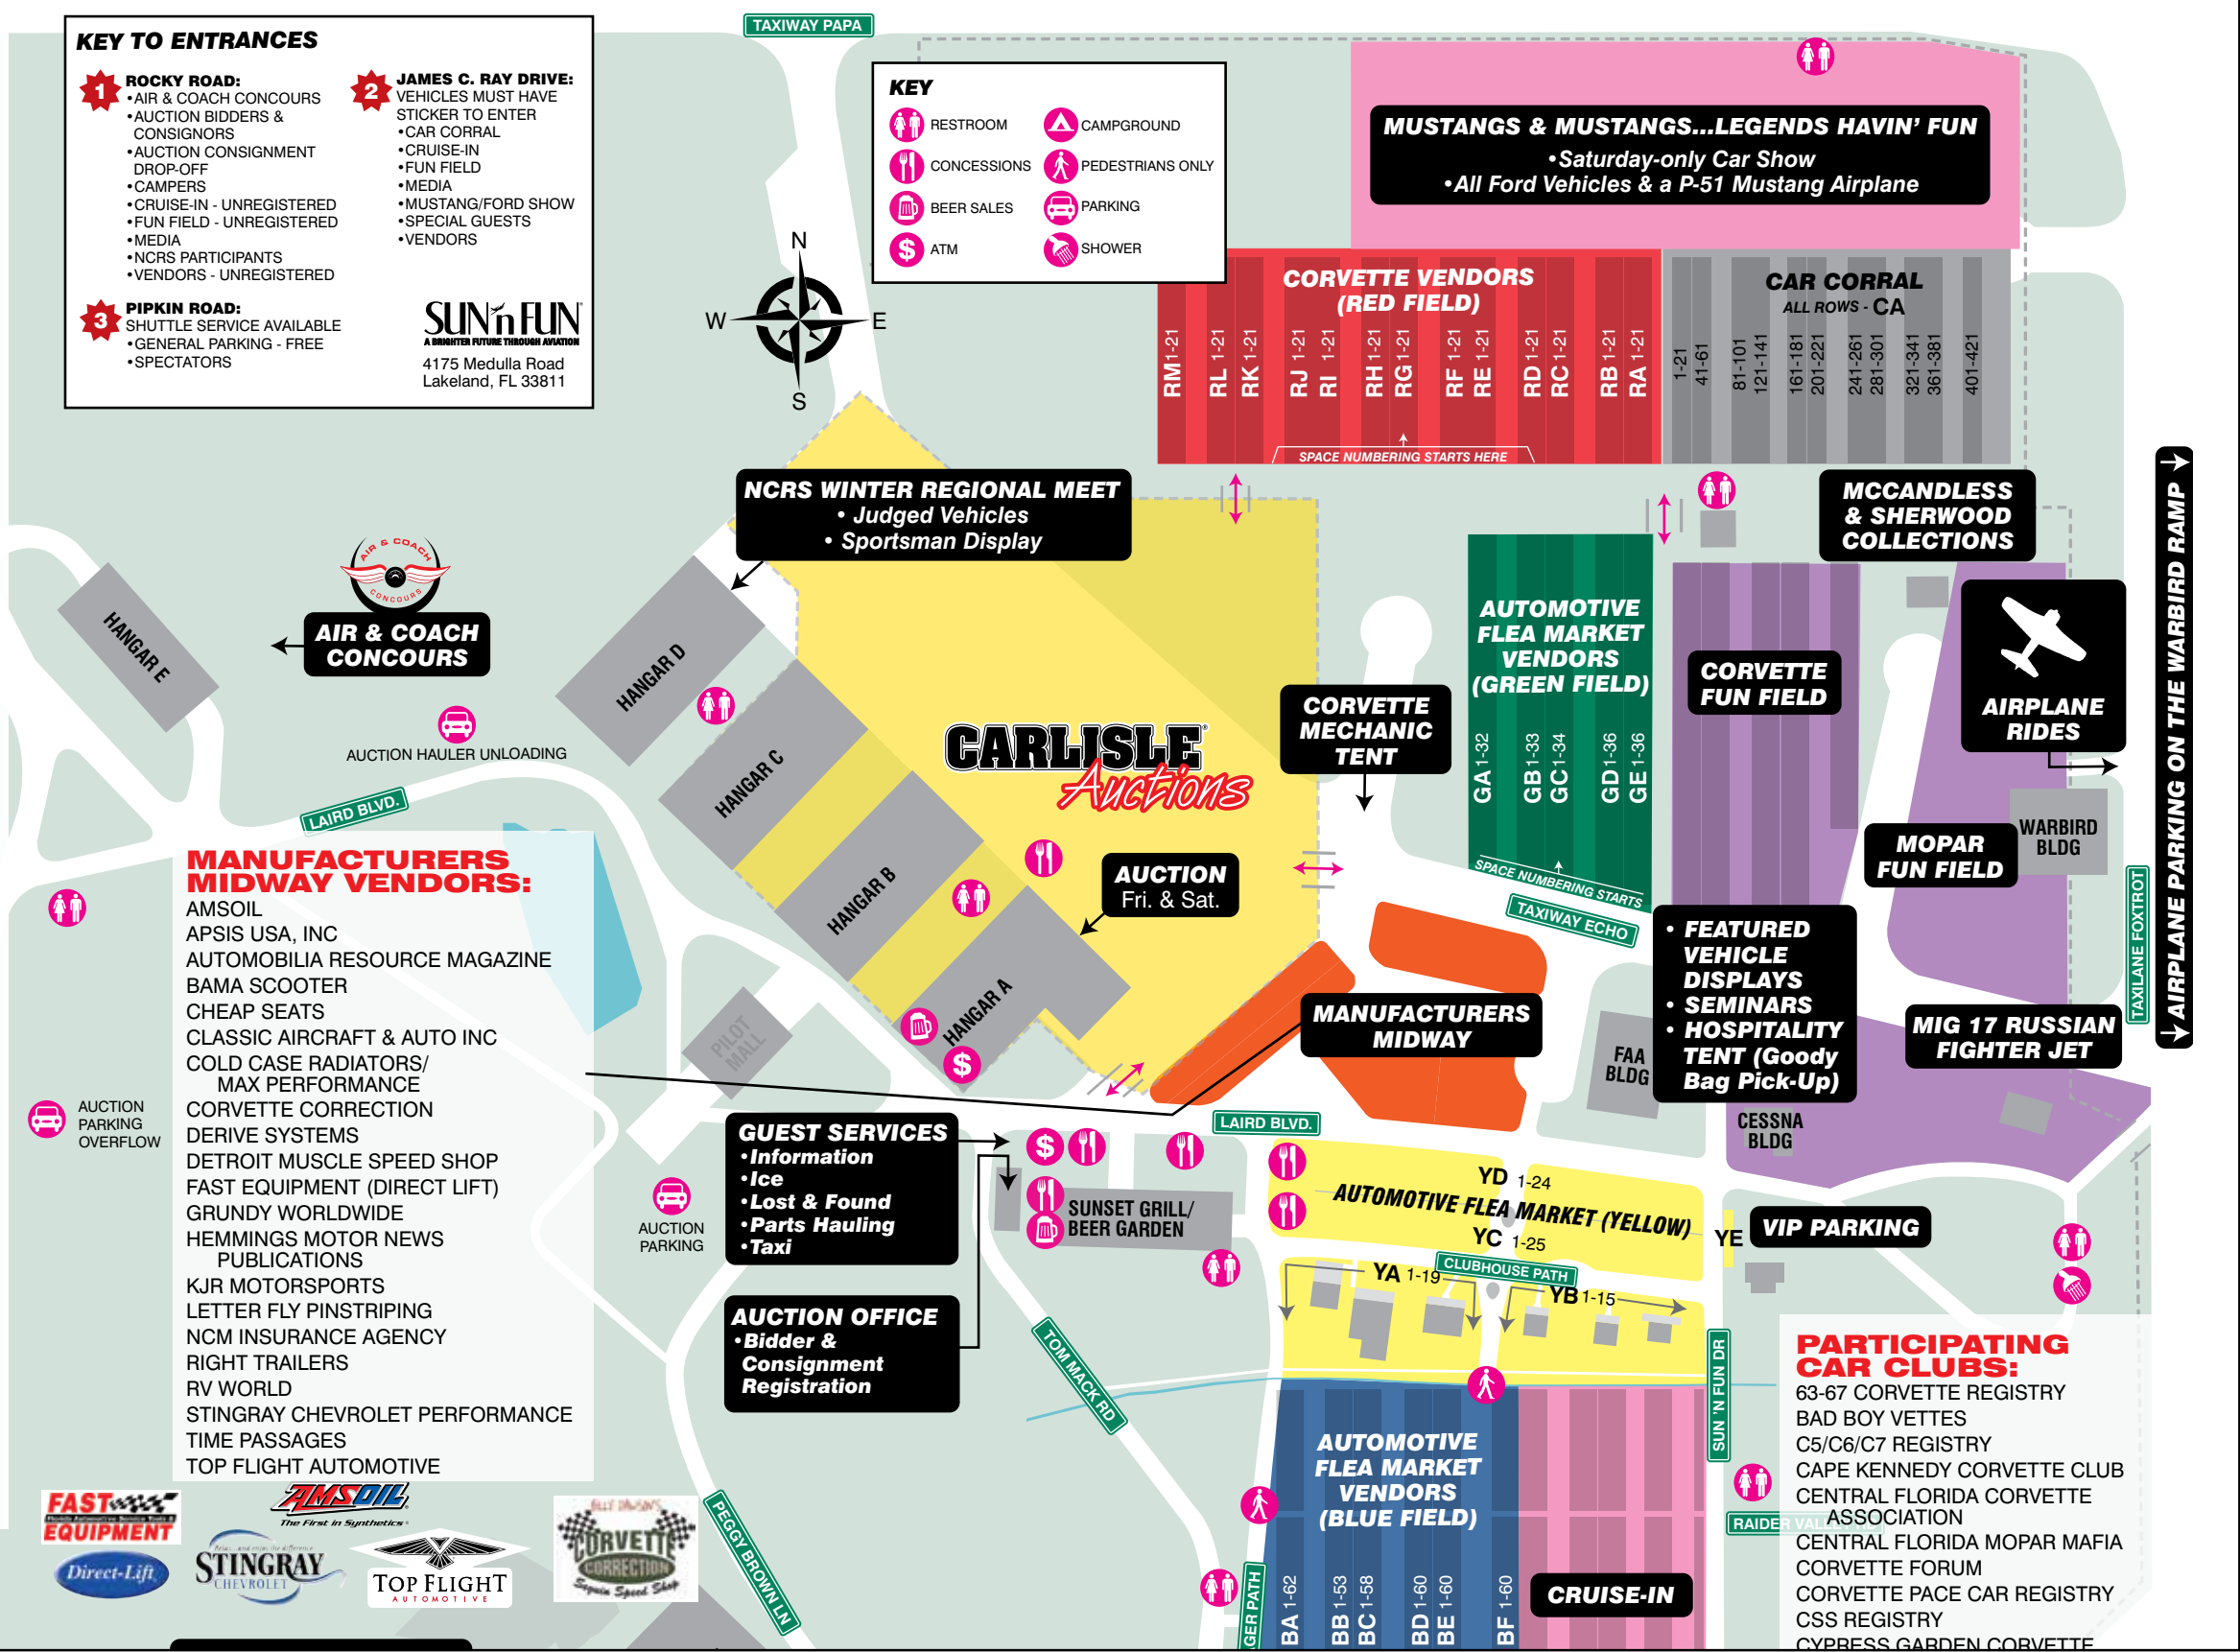 TAXIWAY PAPA
KEY TO ENTRANCES
1
ROCKY ROAD:
•AIR & COACH CONCOURS
•AUCTION BIDDERS &
CONSIGNORS
•AUCTION CONSIGNMENT
DROP-OFF
•CAMPERS
•CRUISE-IN - UNREGISTERED
•FUN FIELD - UNREGISTERED
•MEDIA
•NCRS PARTICIPANTS
•VENDORS - UNREGISTERED
2
JAMES C. RAY DRIVE:
VEHICLES MUST HAVE
STICKER TO ENTER
•CAR CORRAL
•CRUISE-IN
•FUN FIELD
•MEDIA
•MUSTANG/FORD SHOW
•SPECIAL GUESTS
•VENDORS
3
PIPKIN ROAD:
SHUTTLE SERVICE AVAILABLE
•GENERAL PARKING - FREE
•SPECTATORS
SUN 'n FUN
A BRIGHTER FUTURE THROUGH AVIATION
4175 Medulla Road
Lakeland, FL 33811
N
W
E
S
KEY
RESTROOM
CONCESSIONS
BEER SALES
$ ATM
CAMPGROUND
PEDESTRIANS ONLY
PARKING
SHOWER
MUSTANGS & MUSTANGS...LEGENDS HAVIN' FUN
•Saturday-only Car Show
•All Ford Vehicles & a P-51 Mustang Airplane
CORVETTE VENDORS
(RED FIELD)
RM 1-21
RL 1-21
RK 1-21
RJ 1-21
RI 1-21
RH 1-21
RG 1-21
RF 1-21
RE 1-21
RD 1-21
RC 1-21
RB 1-21
RA 1-21
SPACE NUMBERING STARTS HERE
CAR CORRAL
ALL ROWS - CA
1-21
41-61
81-101
121-141
161-181
201-221
241-261
281-301
321-341
361-381
401-421
NCRS WINTER REGIONAL MEET
• Judged Vehicles
• Sportsman Display
MCCANDLESS
& SHERWOOD
COLLECTIONS
AIRPLANE PARKING ON THE WARBIRD RAMP
AIR & COACH
CONCOURS
AIR & COACH
CONCOURS
HANGAR E
HANGAR D
HANGAR C
HANGAR B
HANGAR A
AUCTION HAULER UNLOADING
LAIRD BLVD.
CARLISLE
Auctions
AUCTION
Fri. & Sat.
CORVETTE
MECHANIC
TENT
AUTOMOTIVE
FLEA MARKET
VENDORS
(GREEN FIELD)
GA 1-32
GB 1-33
GC 1-34
GD 1-36
GE 1-36
SPACE NUMBERING STARTS
TAXIWAY ECHO
CORVETTE
FUN FIELD
AIRPLANE
RIDES
MOPAR
FUN FIELD
WARBIRD
BLDG
TAXILANE FOXTROT
• FEATURED
VEHICLE
DISPLAYS
• SEMINARS
• HOSPITALITY
TENT (Goody
Bag Pick-Up)
MIG 17 RUSSIAN
FIGHTER JET
MANUFACTURERS
MIDWAY
FAA
BLDG
CESSNA
BLDG
PILOT
MALL
$
MANUFACTURERS
MIDWAY VENDORS:
AMSOIL
APSIS USA, INC
AUTOMOBILIA RESOURCE MAGAZINE
BAMA SCOOTER
CHEAP SEATS
CLASSIC AIRCRAFT & AUTO INC
COLD CASE RADIATORS/
MAX PERFORMANCE
CORVETTE CORRECTION
DERIVE SYSTEMS
DETROIT MUSCLE SPEED SHOP
FAST EQUIPMENT (DIRECT LIFT)
GRUNDY WORLDWIDE
HEMMINGS MOTOR NEWS
PUBLICATIONS
KJR MOTORSPORTS
LETTER FLY PINSTRIPING
NCM INSURANCE AGENCY
RIGHT TRAILERS
RV WORLD
STINGRAY CHEVROLET PERFORMANCE
TIME PASSAGES
TOP FLIGHT AUTOMOTIVE
AUCTION
PARKING
OVERFLOW
AUCTION
PARKING
GUEST SERVICES
•Information
•Ice
•Lost & Found
•Parts Hauling
•Taxi
AUCTION OFFICE
•Bidder &
Consignment
Registration
$
SUNSET GRILL/
BEER GARDEN
LAIRD BLVD.
YD 1-24
AUTOMOTIVE FLEA MARKET (YELLOW)
YC 1-25
CLUBHOUSE PATH
YA 1-19
YB 1-15
YE
VIP PARKING
TOM MACK RD
PEGGY BROWN LN
SUN 'N FUN DR
AUTOMOTIVE
FLEA MARKET
VENDORS
(BLUE FIELD)
BA 1-62
BB 1-53
BC 1-58
BD 1-60
BE 1-60
BF 1-60
GER PATH
CRUISE-IN
RAIDER VALLEY RD
PARTICIPATING
CAR CLUBS:
63-67 CORVETTE REGISTRY
BAD BOY VETTES
C5/C6/C7 REGISTRY
CAPE KENNEDY CORVETTE CLUB
CENTRAL FLORIDA CORVETTE
ASSOCIATION
CENTRAL FLORIDA MOPAR MAFIA
CORVETTE FORUM
CORVETTE PACE CAR REGISTRY
CSS REGISTRY
CYPRESS GARDEN CORVETTE
FAST
EQUIPMENT
Direct-Lift
AMSOIL
The First in Synthetics
STINGRAY
CHEVROLET
TOP FLIGHT
AUTOMOTIVE
CORVETTE
CORRECTION
Seguin Speed Shop